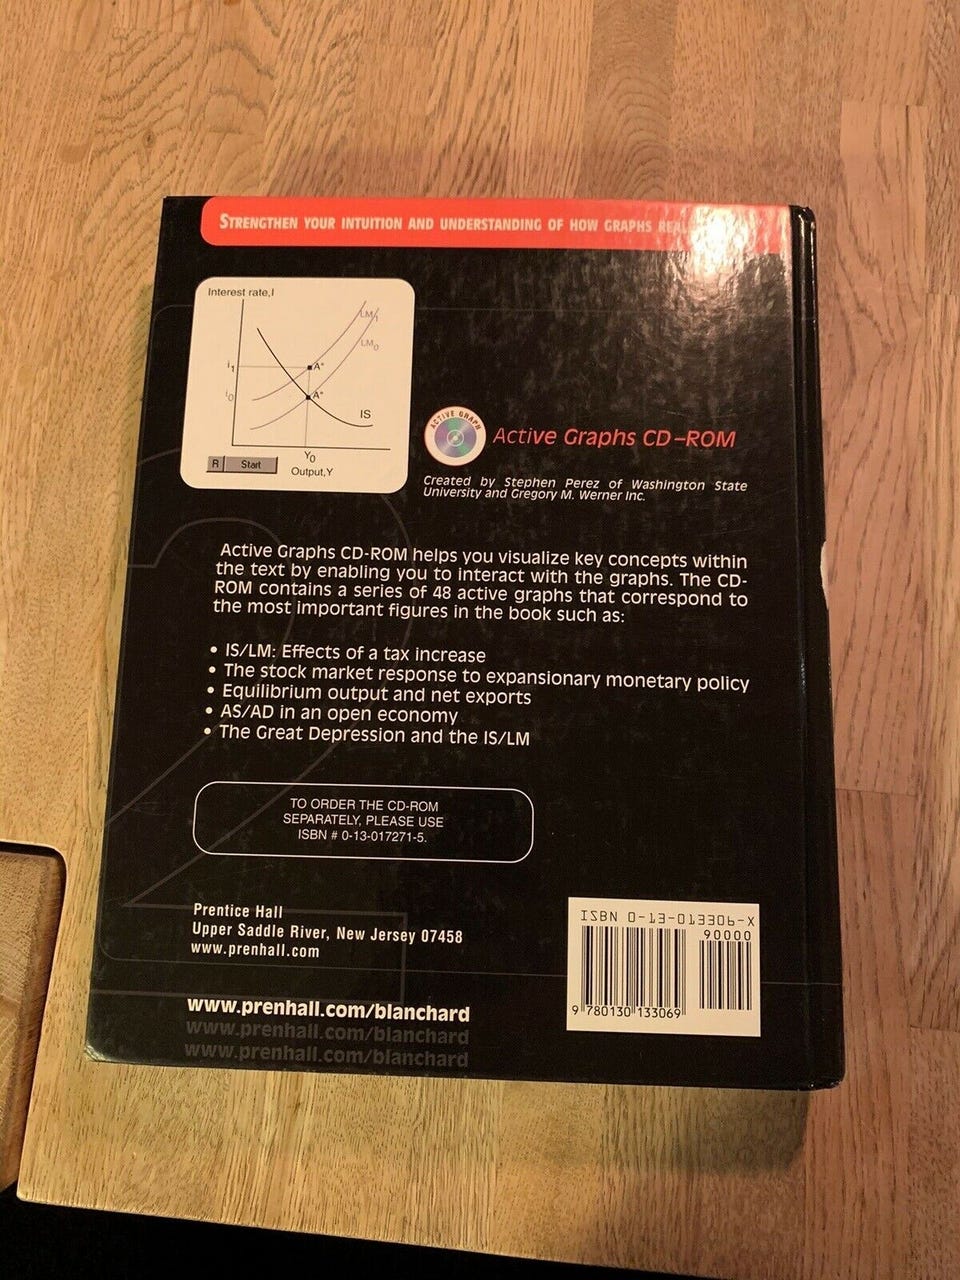 STRENGTHEN YOUR INTUITION AND UNDERSTANDING OF HOW GRAPHS
Interest rate,I
LM1
LM0
i1
A"
i0
A"
IS
Y0
R Start
Output,Y
ACTIVE GRAPH
Active Graphs CD-ROM
Created by Stephen Perez of Washington State
University and Gregory M. Werner Inc.
Active Graphs CD-ROM helps you visualize key concepts within
the text by enabling you to interact with the graphs. The CD-
ROM contains a series of 48 active graphs that correspond to
the most important figures in the book such as:
• IS/LM: Effects of a tax increase
• The stock market response to expansionary monetary policy
• Equilibrium output and net exports
• AS/AD in an open economy
• The Great Depression and the IS/LM
TO ORDER THE CD-ROM
SEPARATELY, PLEASE USE
ISBN # 0-13-017271-5.
Prentice Hall
Upper Saddle River, New Jersey 07458
www.prenhall.com
www.prenhall.com/blanchard
www.prenhall.com/blanchard
www.prenhall.com/blanchard
ISBN 0-13-013306-X
90000
9 780130 133069